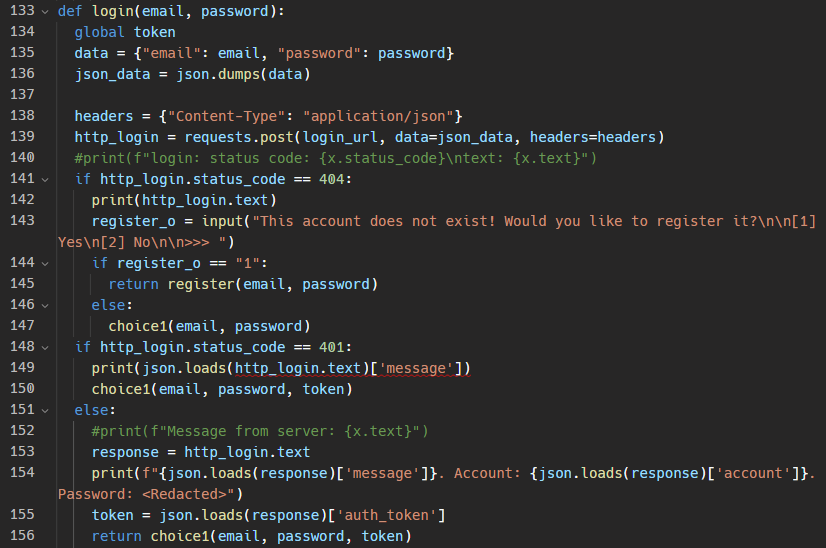 133 def login(email, password):
134   global token
135   data = {"email": email, "password": password}
136   json_data = json.dumps(data)
137
138   headers = {"Content-Type": "application/json"}
139   http_login = requests.post(login_url, data=json_data, headers=headers)
140   #print(f"login: status code: {x.status_code}\ntext: {x.text}")
141   if http_login.status_code == 404:
142     print(http_login.text)
143     register_o = input("This account does not exist! Would you like to register it?\n\n[1]
Yes\n[2] No\n\n>>> ")
144     if register_o == "1":
145       return register(email, password)
146     else:
147       choice1(email, password)
148   if http_login.status_code == 401:
149     print(json.loads(http_login.text)['message'])
150     choice1(email, password, token)
151   else:
152     #print(f"Message from server: {x.text}")
153     response = http_login.text
154     print(f"{json.loads(response)['message']}. Account: {json.loads(response)['account']}.
Password: <Redacted>")
155     token = json.loads(response)['auth_token']
156     return choice1(email, password, token)